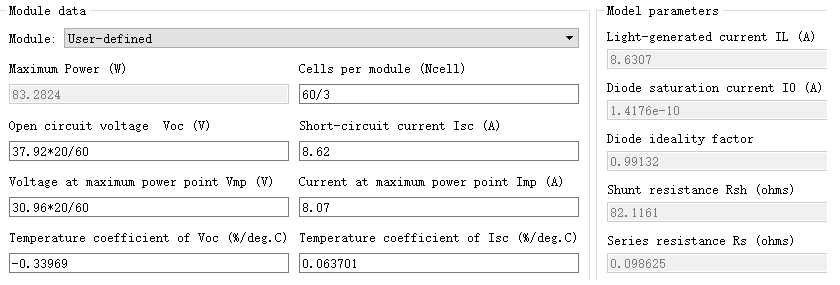 Module data
Module: User-defined
Maximum Power (W)
83.2824
Cells per module (Ncell)
60/3
Open circuit voltage Voc (V)
37.92*20/60
Short-circuit current Isc (A)
8.62
Voltage at maximum power point Vmp (V)
30.96*20/60
Current at maximum power point Imp (A)
8.07
Temperature coefficient of Voc (%/deg.C)
-0.33969
Temperature coefficient of Isc (%/deg.C)
0.063701
Model parameters
Light-generated current IL (A)
8.6307
Diode saturation current I0 (A)
1.4176e-10
Diode ideality factor
0.99132
Shunt resistance Rsh (ohms)
82.1161
Series resistance Rs (ohms)
0.098625